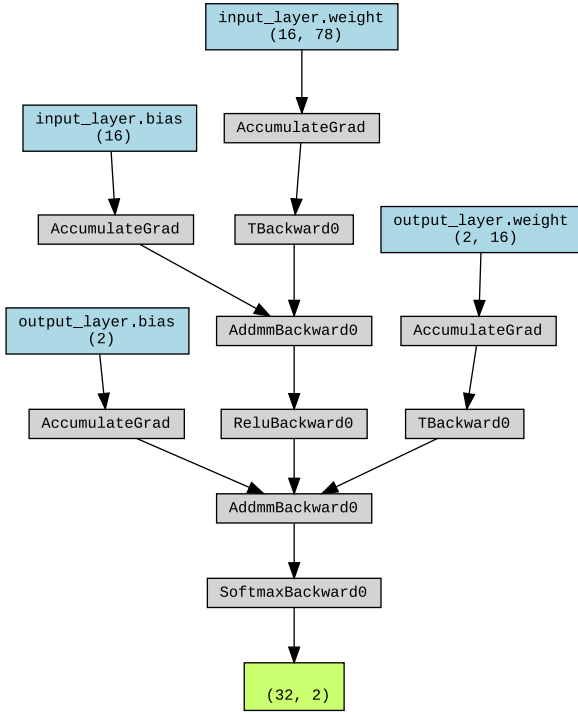 input_layer.weight
(16, 78)
input_layer.bias
(16)
AccumulateGrad
AccumulateGrad
TBackward0
output_layer.weight
(2, 16)
output_layer.bias
(2)
AddmmBackward0
AccumulateGrad
AccumulateGrad
ReluBackward0
TBackward0
AddmmBackward0
SoftmaxBackward0
(32, 2)